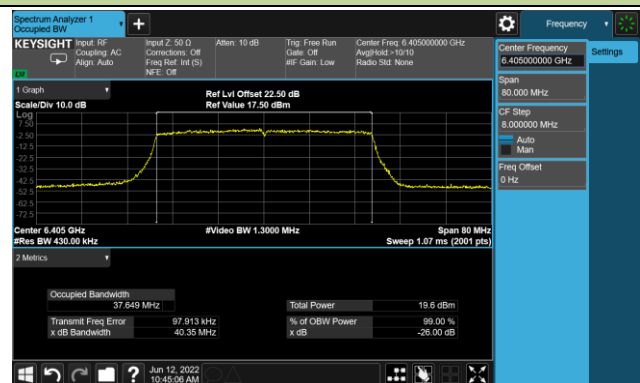 Spectrum Analyzer 1
Occupied BW
+
Frequency
KEYSIGHT
Input: RF
Coupling: AC
Align: Auto
Input Z: 50 Ω
Corrections: Off
Freq Ref: Int (S)
NFE: Off
Atten: 10 dB
Trig: Free Run
Gate: Off
#IF Gain: Low
Center Freq: 6.405000000 GHz
Avg|Hold:>10/10
Radio Std: None
Center Frequency
6.405000000 GHz
Settings
Span
80.000 MHz
CF Step
8.000000 MHz
Auto
Man
Freq Offset
0 Hz
1 Graph
Scale/Div 10.0 dB
Ref Lvl Offset 22.50 dB
Ref Value 17.50 dBm
Log
7.50
-2.50
-12.5
-22.5
-32.5
-42.5
-52.5
-62.5
-72.5
Center 6.405 GHz
#Video BW 1.3000 MHz
Span 80 MHz
#Res BW 430.00 kHz
Sweep 1.07 ms (2001 pts)
2 Metrics
Occupied Bandwidth
37.649 MHz
Total Power 19.6 dBm
Transmit Freq Error 97.913 kHz
% of OBW Power 99.00 %
x dB Bandwidth 40.35 MHz
x dB -26.00 dB
?
Jun 12, 2022
10:45:06 AM